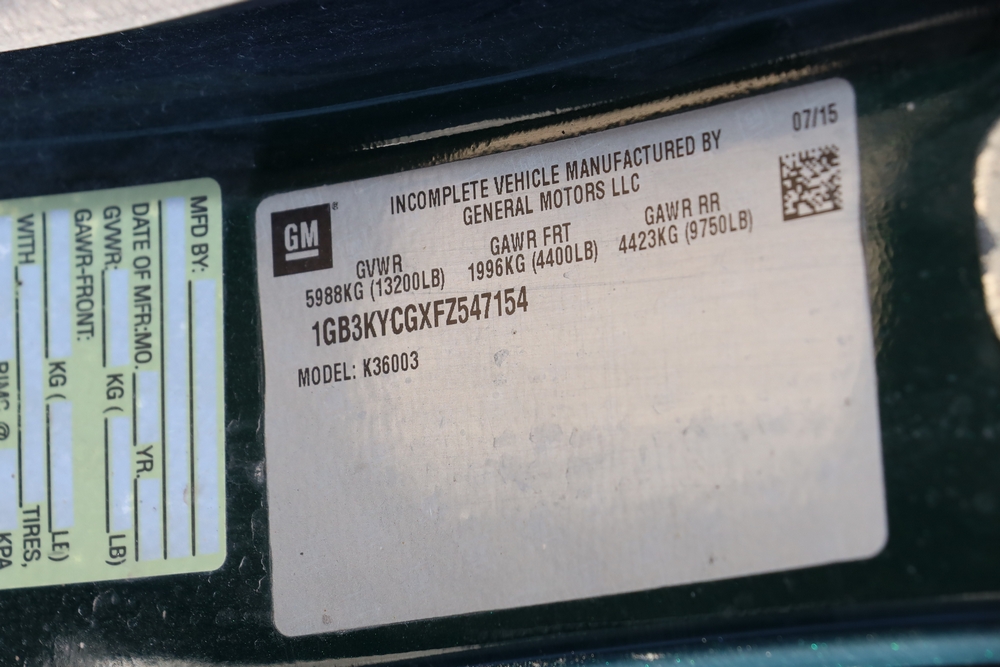 07/15
INCOMPLETE VEHICLE MANUFACTURED BY
GENERAL MOTORS LLC
GM®
GVWR GAWR FRT GAWR RR
5988KG (13200LB) 1996KG (4400LB) 4423KG (9750LB)
1GB3KYCGXFZ547154
MODEL: K36003
MFD BY:
DATE OF MFR:MO. YR.
GVWR: KG ( LB)
GAWR-FRONT:
KG ( LB)
WITH TIRES,
RIMS @ KPA